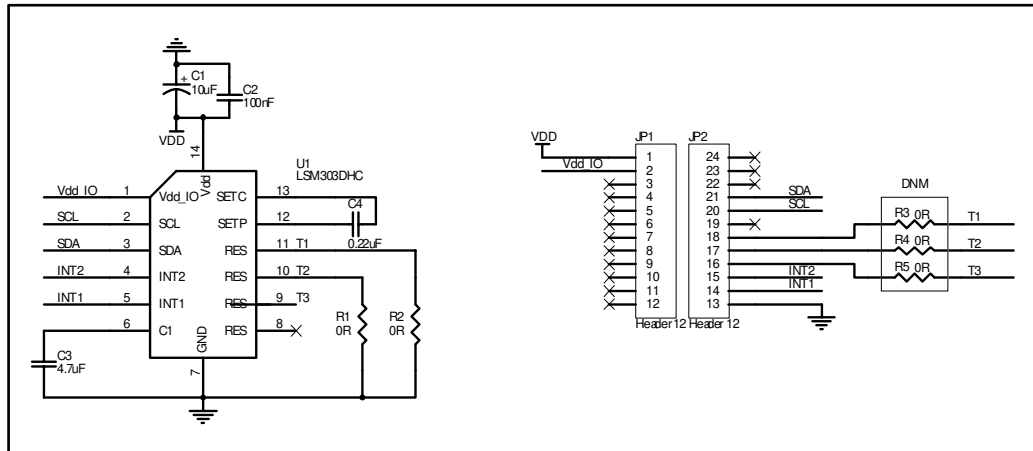 C1
+
10uF
C2
100nF
VDD
14
Vdd
U1
LSM303DHC
Vdd_IO 1 Vdd_IO SETC 13
C4
SCL 2 SCL SETP 12
0.22uF
SDA 3 SDA RES 11 T1
INT2 4 INT2 RES 10 T2
INT1 5 INT1 RES 9 T3
6 C1 RES 8
R1
0R
R2
0R
C3
4.7uF
GND
7
VDD
Vdd_IO
JP1
1
2
3
4
5
6
7
8
9
10
11
12
Header 12
JP2
24
23
22
21 SDA
20 SCL
19
18
17
16
15 INT2
14 INT1
13
Header 12
DNM
R3 0R T1
R4 0R T2
R5 0R T3